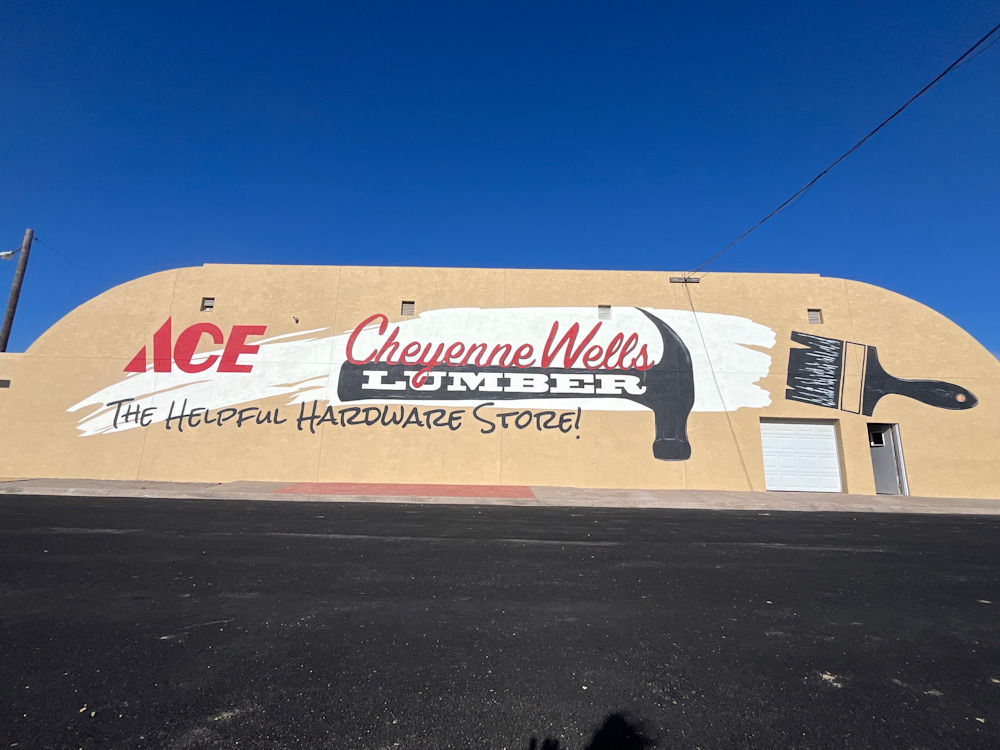 ACE
Cheyenne Wells
LUMBER
The Helpful Hardware Store!